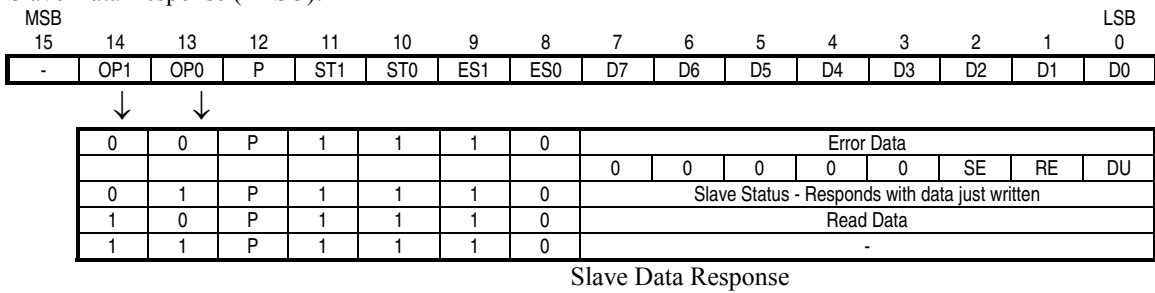 MSB LSB
15 14 13 12 11 10 9 8 7 6 5 4 3 2 1 0
- OP1 OP0 P ST1 ST0 ES1 ES0 D7 D6 D5 D4 D3 D2 D1 D0
↓ ↓
0 0 P 1 1 1 0 Error Data
0 0 0 0 0 SE RE DU
0 1 P 1 1 1 0 Slave Status - Responds with data just written
1 0 P 1 1 1 0 Read Data
1 1 P 1 1 1 0 -
Slave Data Response